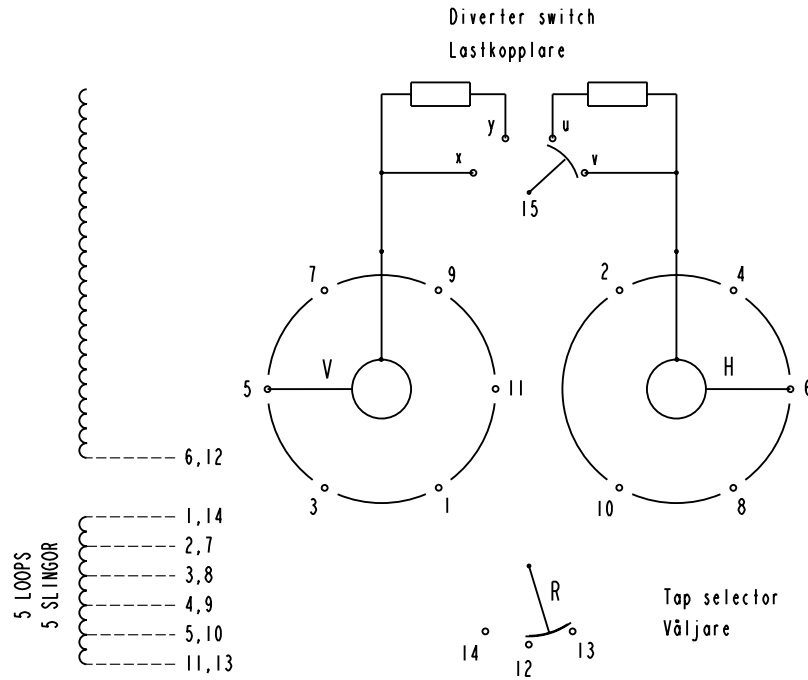 Diverter switch
Lastkopplare
y
u
x
v
15
7
9
2
4
V
H
5
11
6
3
1
10
8
6,12
1,14
2,7
3,8
4,9
5,10
11,13
5 LOOPS
5 SLINGOR
R
14
12
13
Tap selector
Väljare